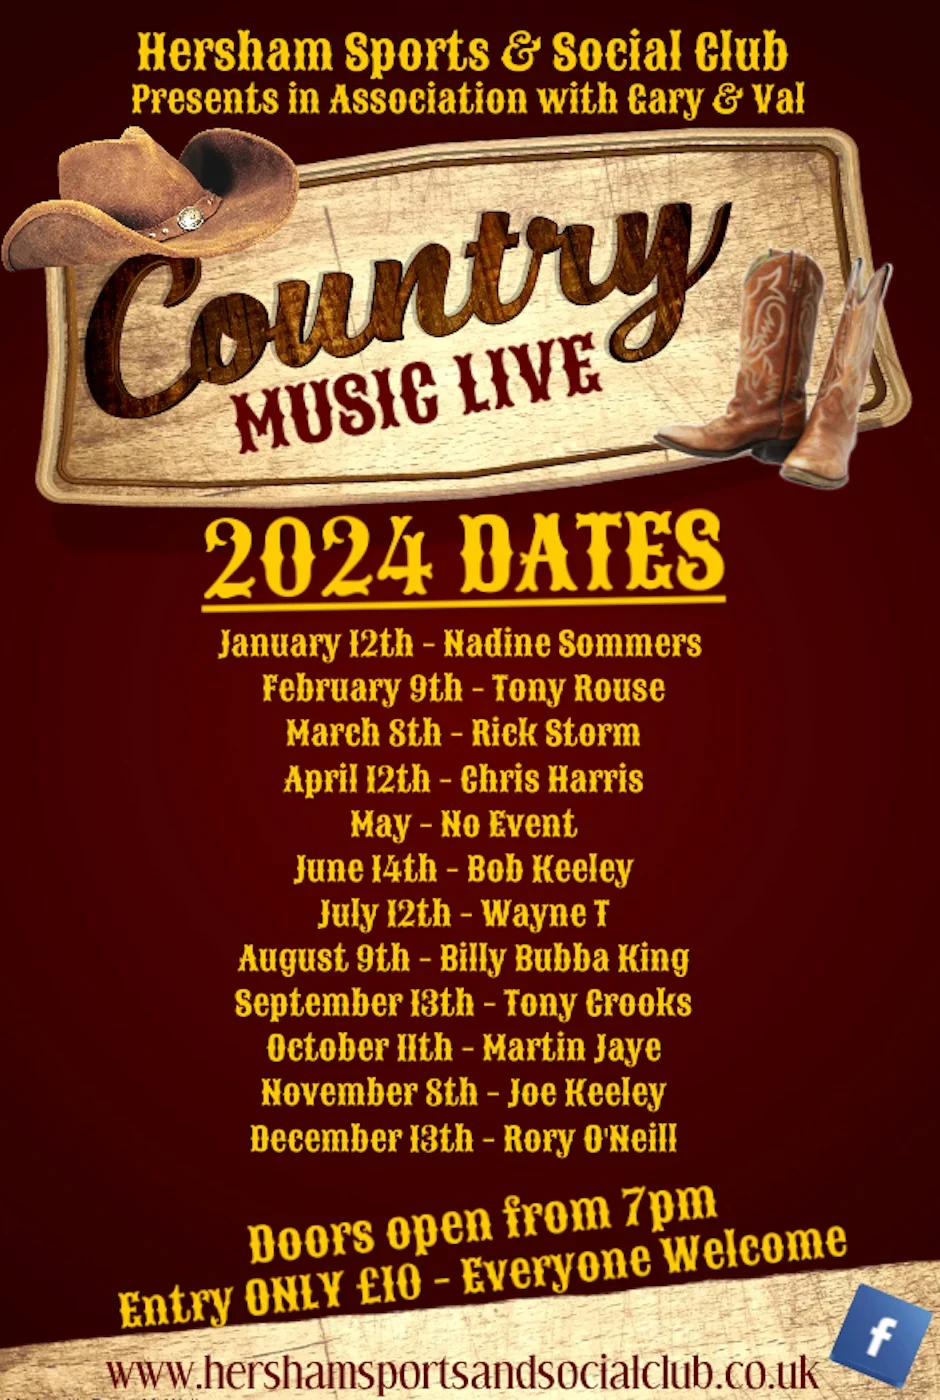 Hersham Sports & Social Club
Presents in Association with Gary & Val
Country
MUSIC LIVE
2024 DATES
January 12th - Nadine Sommers
February 9th - Tony Rouse
March 8th - Rick Storm
April 12th - Chris Harris
May - No Event
June 14th - Bob Keeley
July 12th - Wayne T
August 9th - Billy Bubba King
September 13th - Tony Crooks
October 11th - Martin Jaye
November 8th - Joe Keeley
December 13th - Rory O'Neill
Doors open from 7pm
Entry ONLY £10 - Everyone Welcome
www.hershamsportsandsocialclub.co.uk
f